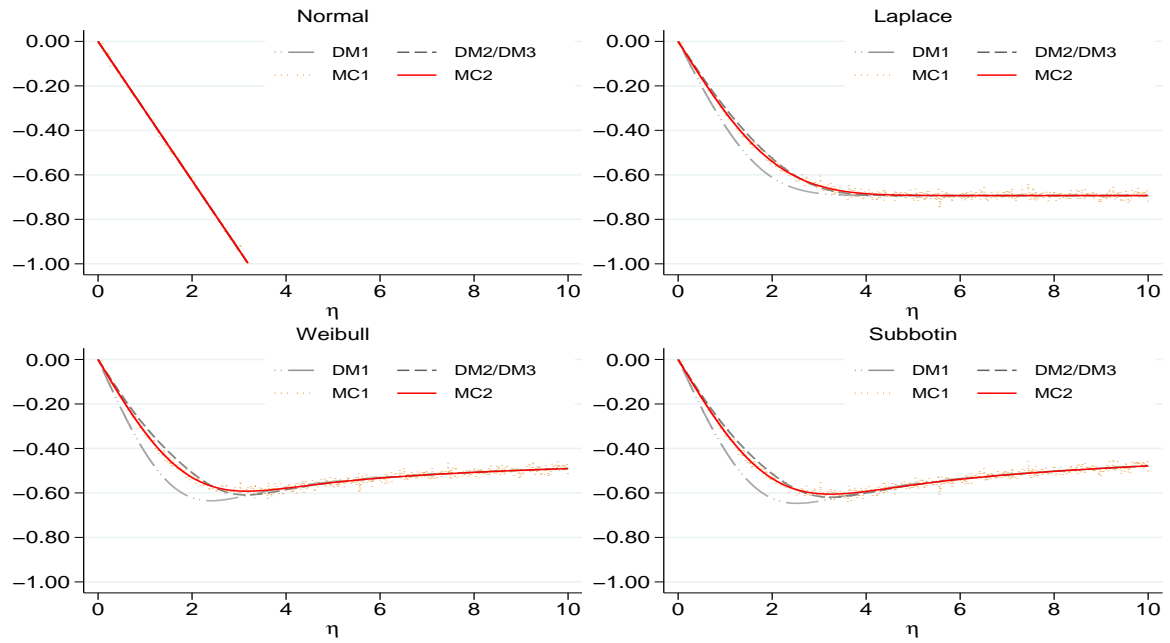 Normal
0.00
−0.20
−0.40
−0.60
−0.80
−1.00
DM1 DM2/DM3
MC1 MC2
0 2 4 6 8 10
η
Laplace
0.00
−0.20
−0.40
−0.60
−0.80
−1.00
DM1 DM2/DM3
MC1 MC2
0 2 4 6 8 10
η
Weibull
0.00
−0.20
−0.40
−0.60
−0.80
−1.00
DM1 DM2/DM3
MC1 MC2
0 2 4 6 8 10
η
Subbotin
0.00
−0.20
−0.40
−0.60
−0.80
−1.00
DM1 DM2/DM3
MC1 MC2
0 2 4 6 8 10
η